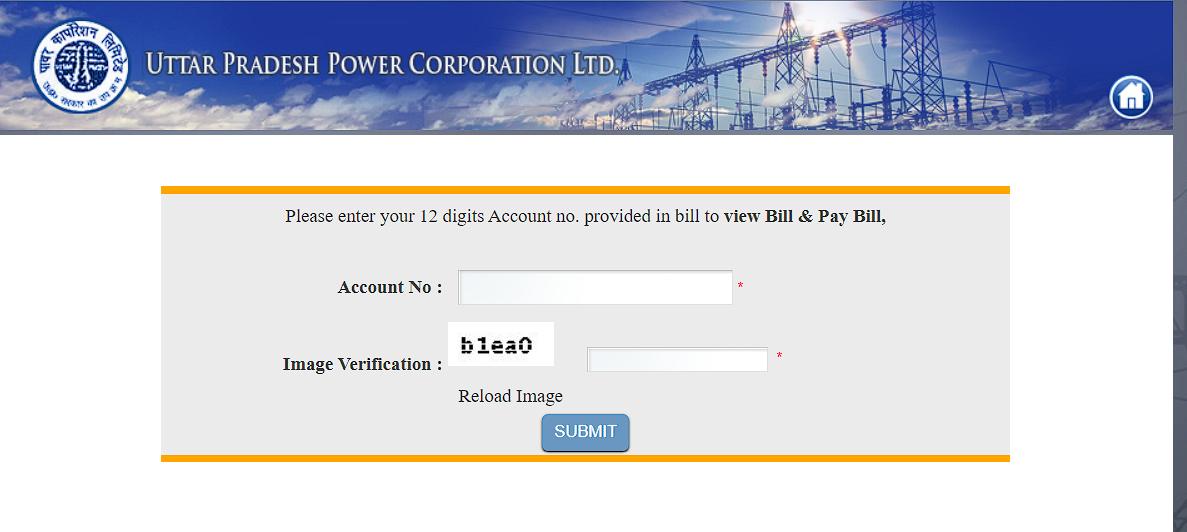 पावर कार्पोरेशन लिमिटेड
UTTAR PRADESH POWER CORPORATION LTD.
Please enter your 12 digits Account no. provided in bill to view Bill & Pay Bill,
Account No : *
Image Verification : b1ea0 *
Reload Image
SUBMIT